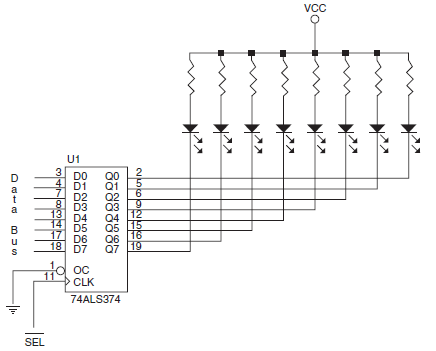 VCC
U1
Data Bus
3 D0 Q0 2
4 D1 Q1 5
7 D2 Q2 6
8 D3 Q3 9
13 D4 Q4 12
14 D5 Q5 15
17 D6 Q6 16
18 D7 Q7 19
1 OC
11 CLK
74ALS374
SEL